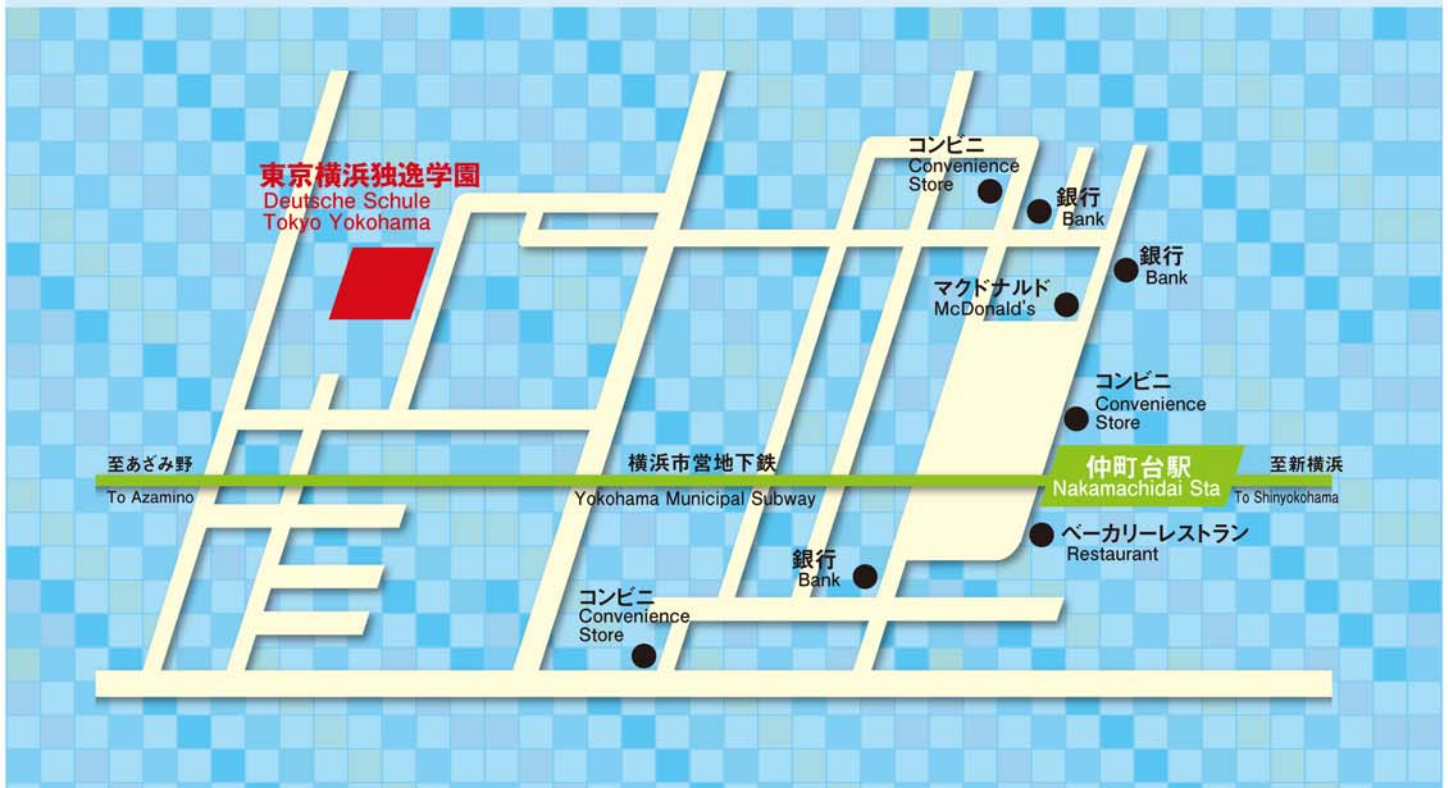 東京横浜独逸学園
Deutsche Schule
Tokyo Yokohama
コンビニ
Convenience
Store
銀行
Bank
銀行
Bank
マクドナルド
McDonald's
コンビニ
Convenience
Store
至あざみ野
To Azamino
横浜市営地下鉄
Yokohama Municipal Subway
仲町台駅
Nakamachidai Sta
至新横浜
To Shinyokohama
ベーカリーレストラン
Restaurant
銀行
Bank
コンビニ
Convenience
Store